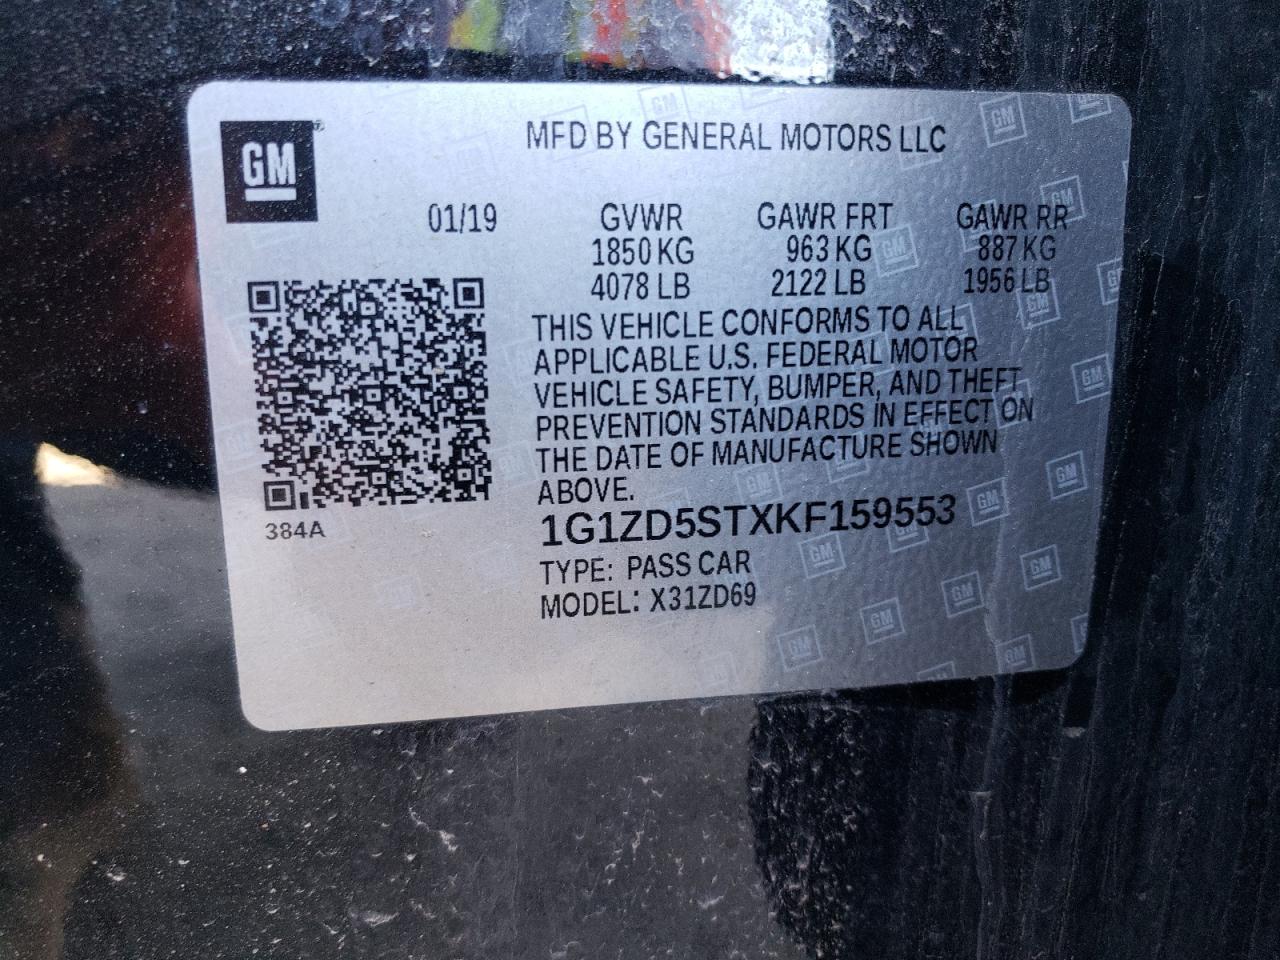 GM
MFD BY GENERAL MOTORS LLC
01/19 GVWR GAWR FRT GAWR RR
1850 KG 963 KG 887 KG
4078 LB 2122 LB 1956 LB
THIS VEHICLE CONFORMS TO ALL
APPLICABLE U.S. FEDERAL MOTOR
VEHICLE SAFETY, BUMPER, AND THEFT
PREVENTION STANDARDS IN EFFECT ON
THE DATE OF MANUFACTURE SHOWN
ABOVE.
384A
1G1ZD5STXKF159553
TYPE: PASS CAR
MODEL: X31ZD69